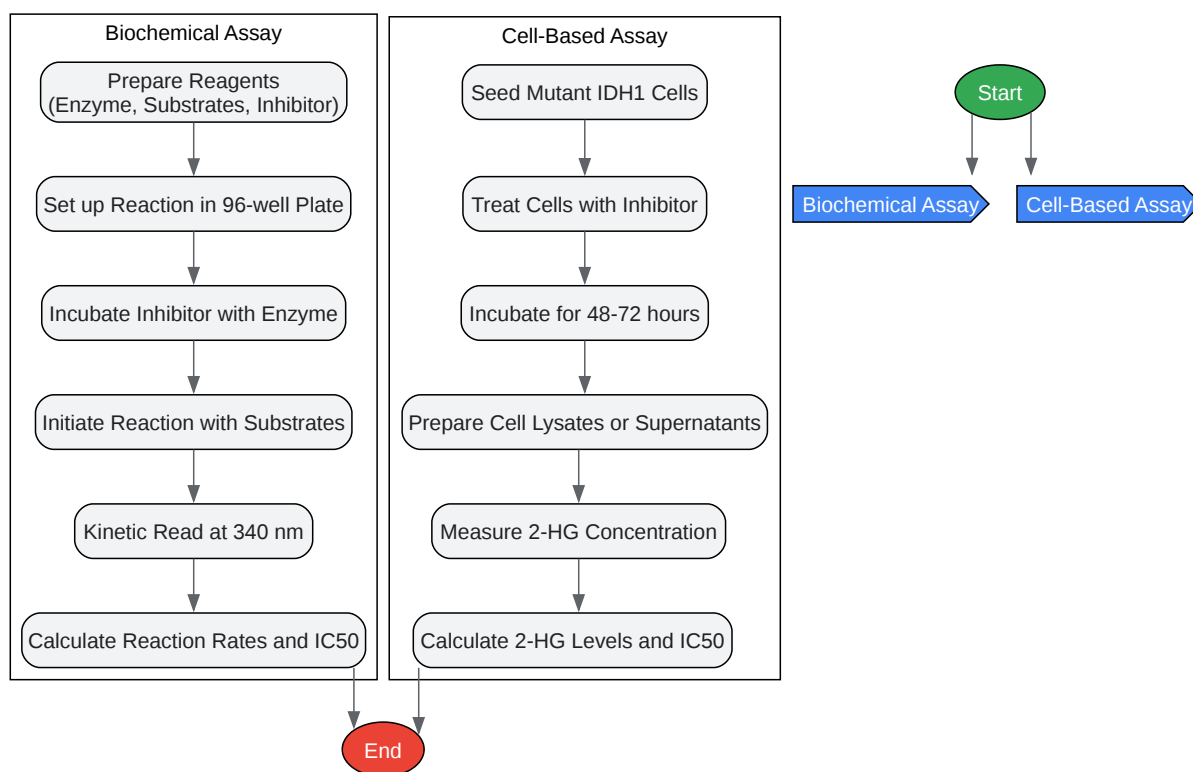 Biochemical Assay
Prepare Reagents
(Enzyme, Substrates, Inhibitor)
Set up Reaction in 96-well Plate
Incubate Inhibitor with Enzyme
Initiate Reaction with Substrates
Kinetic Read at 340 nm
Calculate Reaction Rates and IC50
Cell-Based Assay
Seed Mutant IDH1 Cells
Treat Cells with Inhibitor
Incubate for 48-72 hours
Prepare Cell Lysates or Supernatants
Measure 2-HG Concentration
Calculate 2-HG Levels and IC50
End
Start
Biochemical Assay
Cell-Based Assay